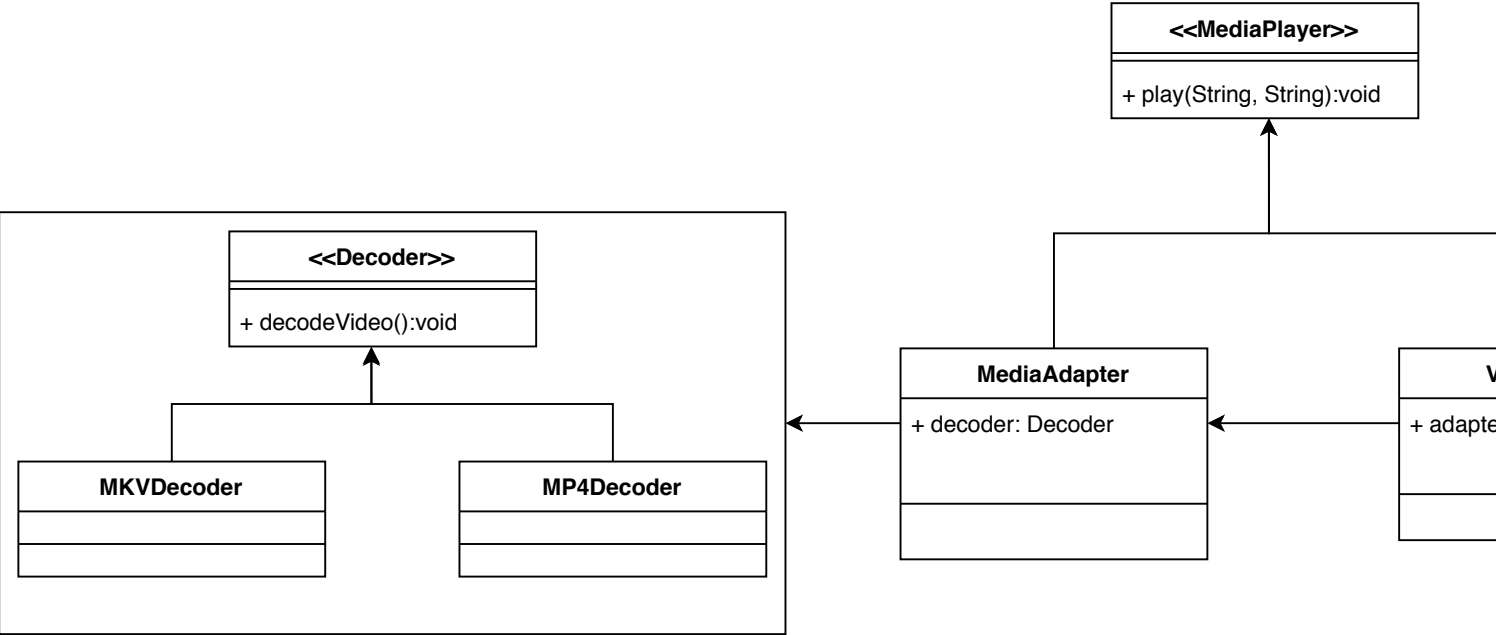 <<MediaPlayer>>
+ play(String, String):void
<<Decoder>>
+ decodeVideo():void
MKVDecoder
MP4Decoder
MediaAdapter
+ decoder: Decoder
+